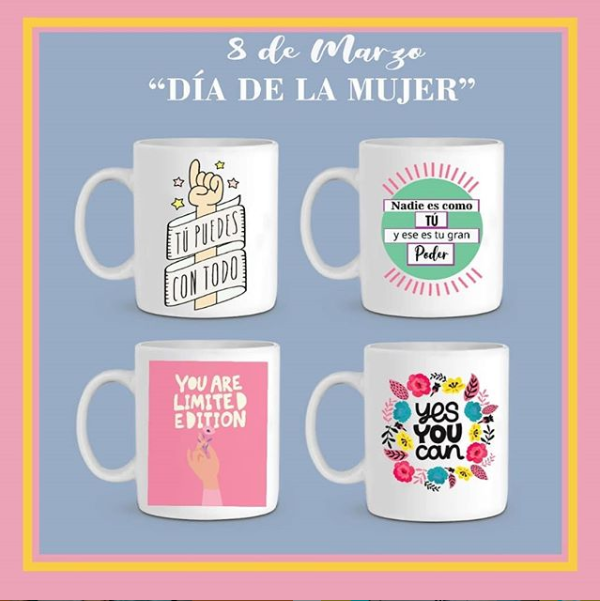 8 de Marzo
“DÍA DE LA MUJER”
TÚ PUEDES
CON TODO
Nadie es como
TÚ
y ese es tu gran
Poder
YOU ARE
LIMITED
EDITION
yes
YOU
can